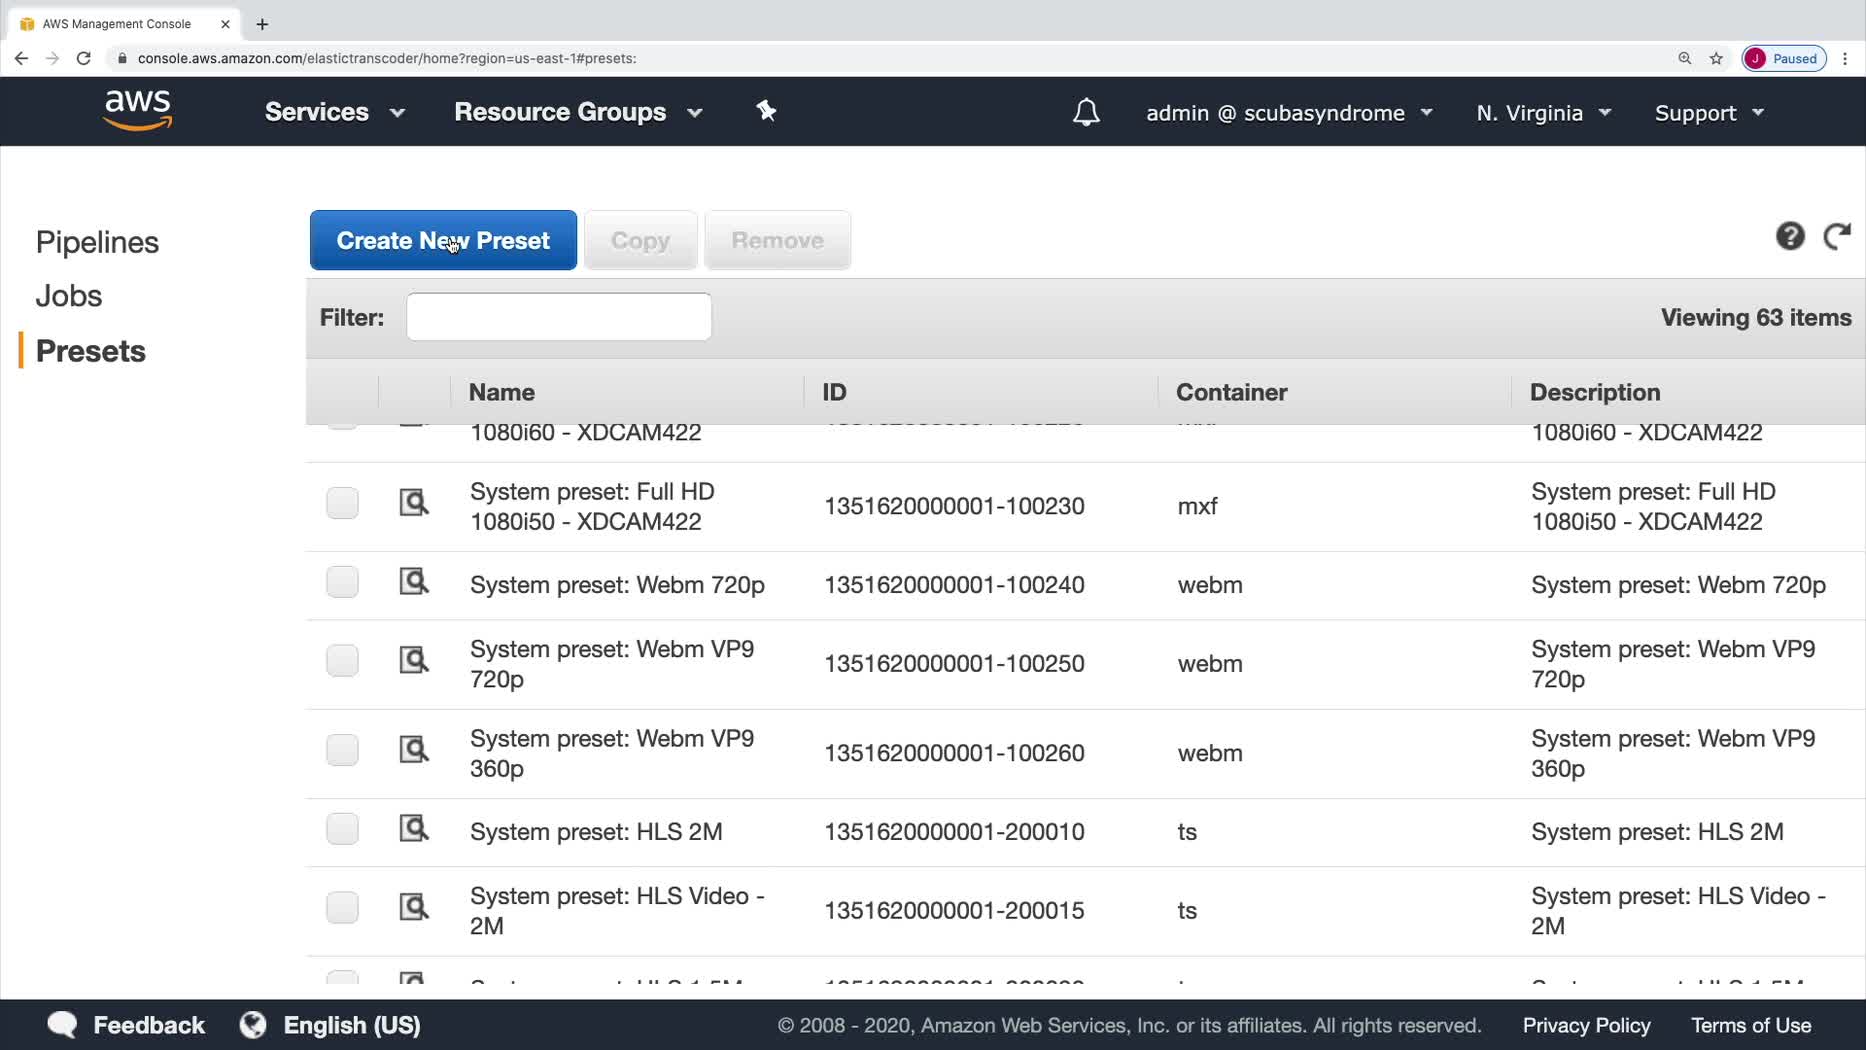 AWS Management Console
console.aws.amazon.com/elastictranscoder/home?region=us-east-1#presets:
J Paused
aws Services Resource Groups admin @ scubasyndrome N. Virginia Support
Pipelines
Jobs
Presets
Create New Preset Copy Remove
Filter: Viewing 63 items
Name ID Container Description
1080i60 - XDCAM422 1080i60 - XDCAM422
System preset: Full HD
1080i50 - XDCAM422
1351620000001-100230
mxf
System preset: Full HD
1080i50 - XDCAM422
System preset: Webm 720p 1351620000001-100240 webm System preset: Webm 720p
System preset: Webm VP9
720p
1351620000001-100250
webm
System preset: Webm VP9
720p
System preset: Webm VP9
360p
1351620000001-100260
webm
System preset: Webm VP9
360p
System preset: HLS 2M 1351620000001-200010 ts System preset: HLS 2M
System preset: HLS Video -
2M
1351620000001-200015
ts
System preset: HLS Video -
2M
Feedback English (US) © 2008 - 2020, Amazon Web Services, Inc. or its affiliates. All rights reserved. Privacy Policy Terms of Use